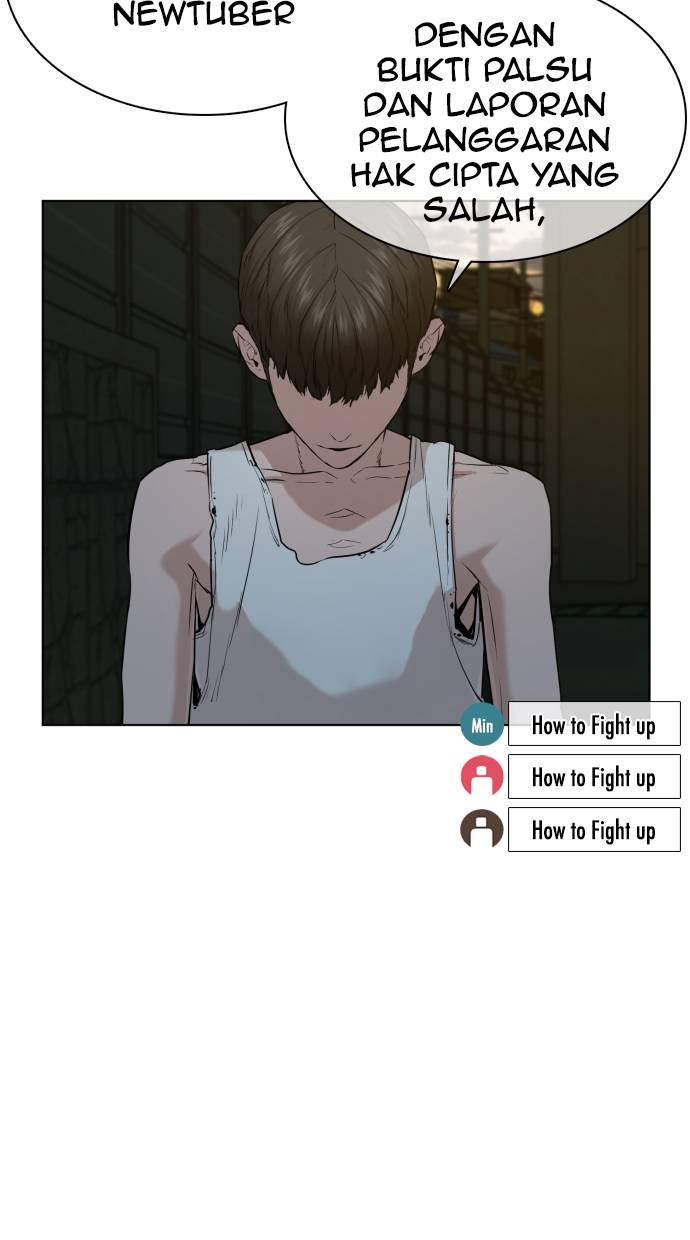 NEWTUBER
DENGAN
BUKTI PALSU
DAN LAPORAN
PELANGGARAN
HAK CIPTA YANG
SALAH,
Min How to Fight up
How to Fight up
How to Fight up